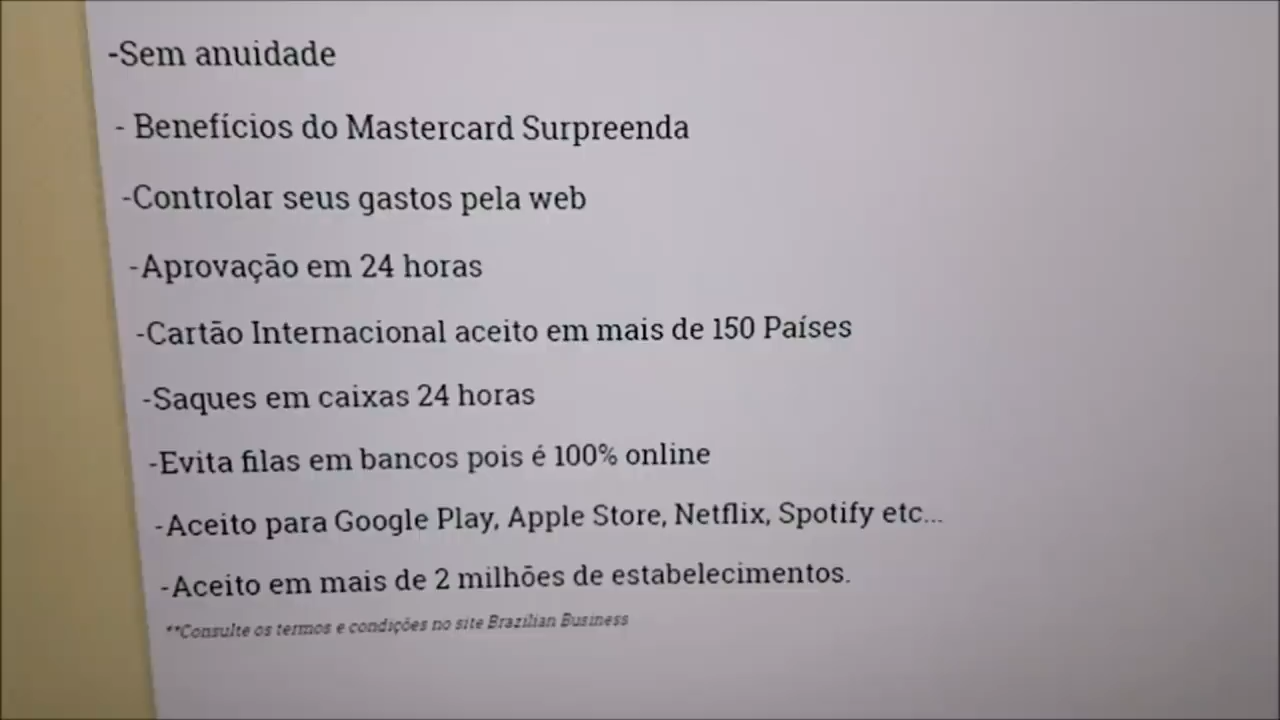 -Sem anuidade
- Benefícios do Mastercard Surpreenda
-Controlar seus gastos pela web
-Aprovação em 24 horas
-Cartão Internacional aceito em mais de 150 Países
-Saques em caixas 24 horas
-Evita filas em bancos pois é 100% online
-Aceito para Google Play, Apple Store, Netflix, Spotify etc...
-Aceito em mais de 2 milhões de estabelecimentos.
**Consulte os termos e condições no site Brazilian Business